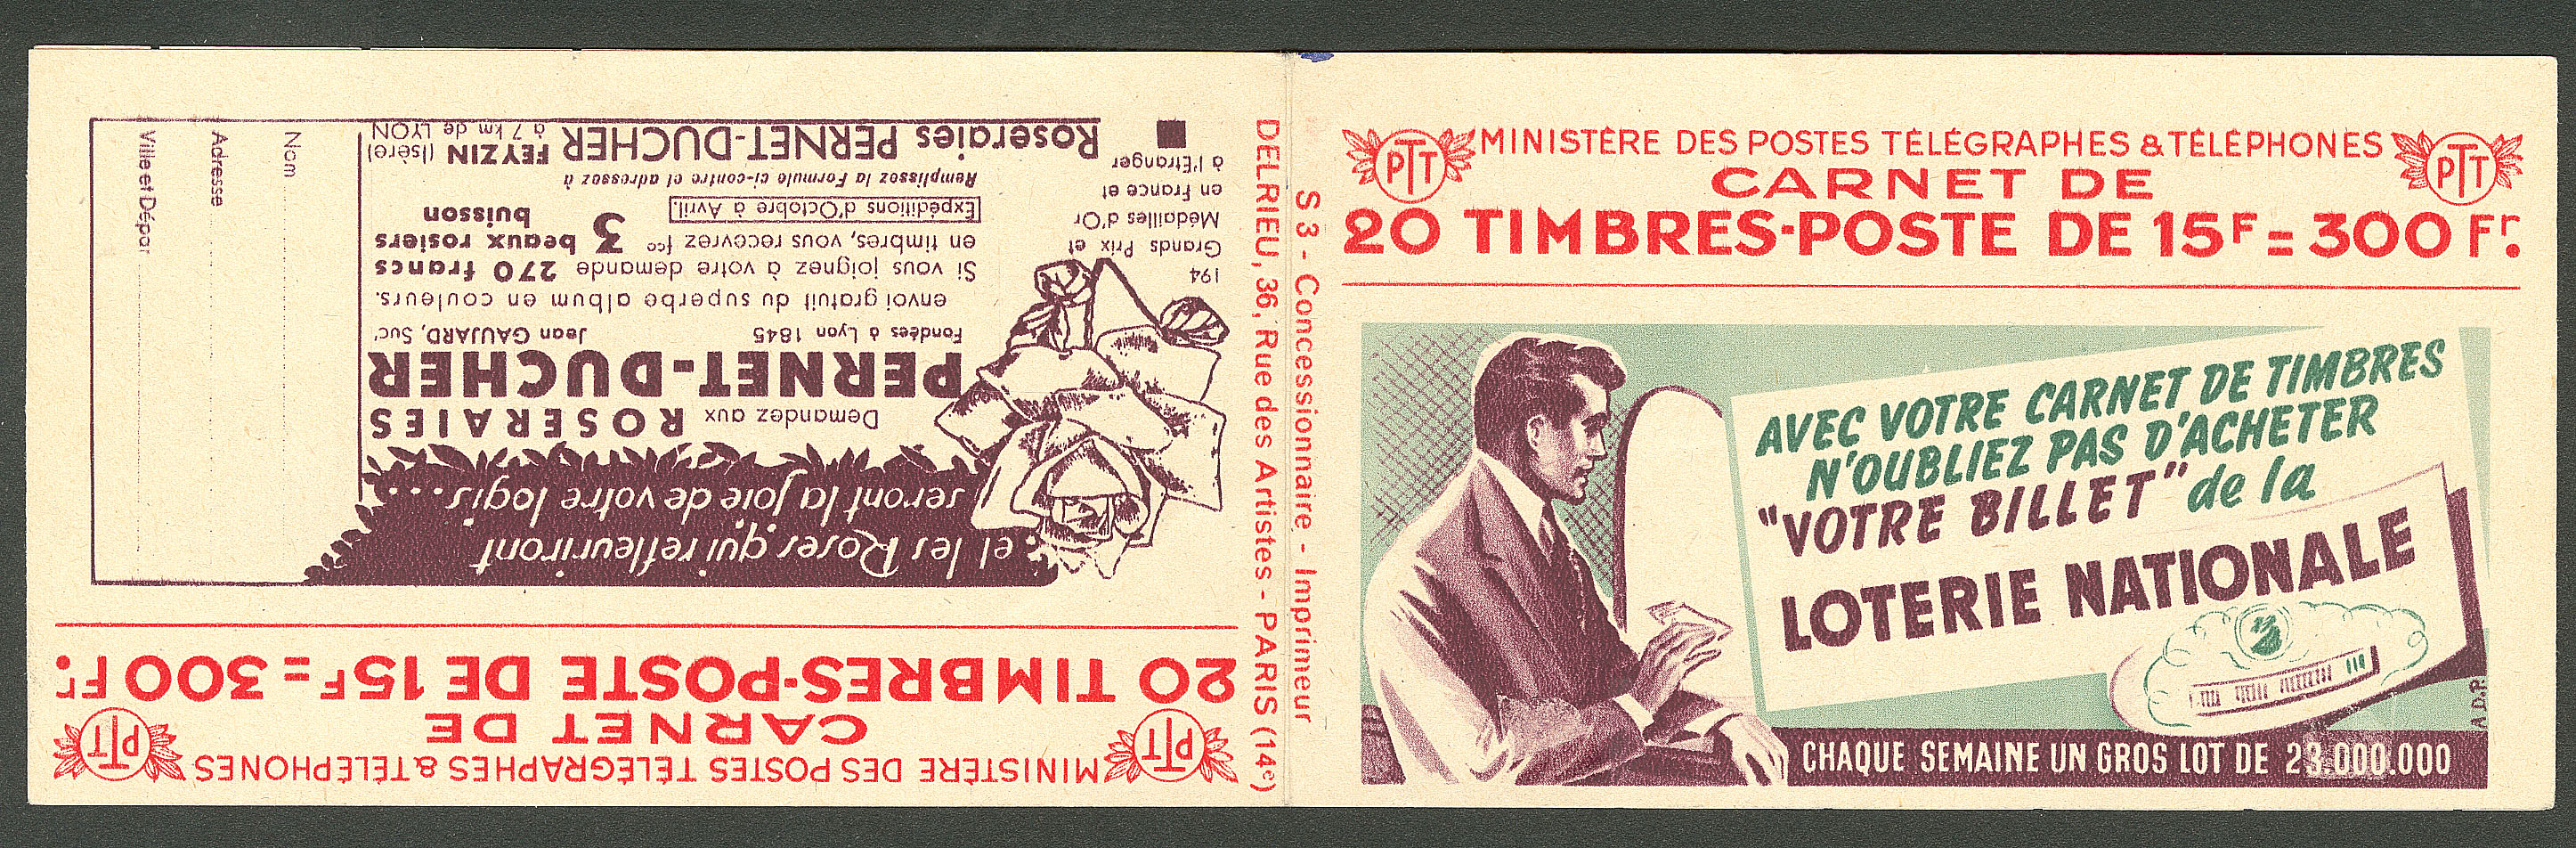 PTT
MINISTÈRE DES POSTES TÉLÉGRAPHES & TÉLÉPHONES
PTT
CARNET DE
20 TIMBRES-POSTE DE 15F = 300 Fr.
AVEC VOTRE CARNET DE TIMBRES
N'OUBLIEZ PAS D'ACHETER
"VOTRE BILLET" de la
LOTERIE NATIONALE
A.D.P.
CHAQUE SEMAINE UN GROS LOT DE 23.000.000
S 3 - Concessionnaire - Imprimeur
DELRIEU, 36, Rue des Artistes - PARIS (14e)
PTT
MINISTÈRE DES POSTES TÉLÉGRAPHES & TÉLÉPHONES
PTT
CARNET DE
20 TIMBRES-POSTE DE 15F = 300 Fr.
..et les Roses qui refleuriront
seront la joie de votre logis....
Demandez aux ROSERAIES
PERNET-DUCHER
Fondées à Lyon 1845 Jean GAUJARD, Sucr
envoi gratuit du superbe album en couleurs.
Si vous joignez à votre demande 270 francs
en timbres, vous recevrez fco 3 beaux rosiers
buisson
Expéditions d'Octobre à Avril
Remplissez la Formule ci-contre et adressez à
Roseraies PERNET-DUCHER FEYZIN (Isère)
à 7 km de LYON
194
Grands Prix et
Médailles d'Or
en France et
à l'Étranger
Nom
Adresse
Ville et Dépar